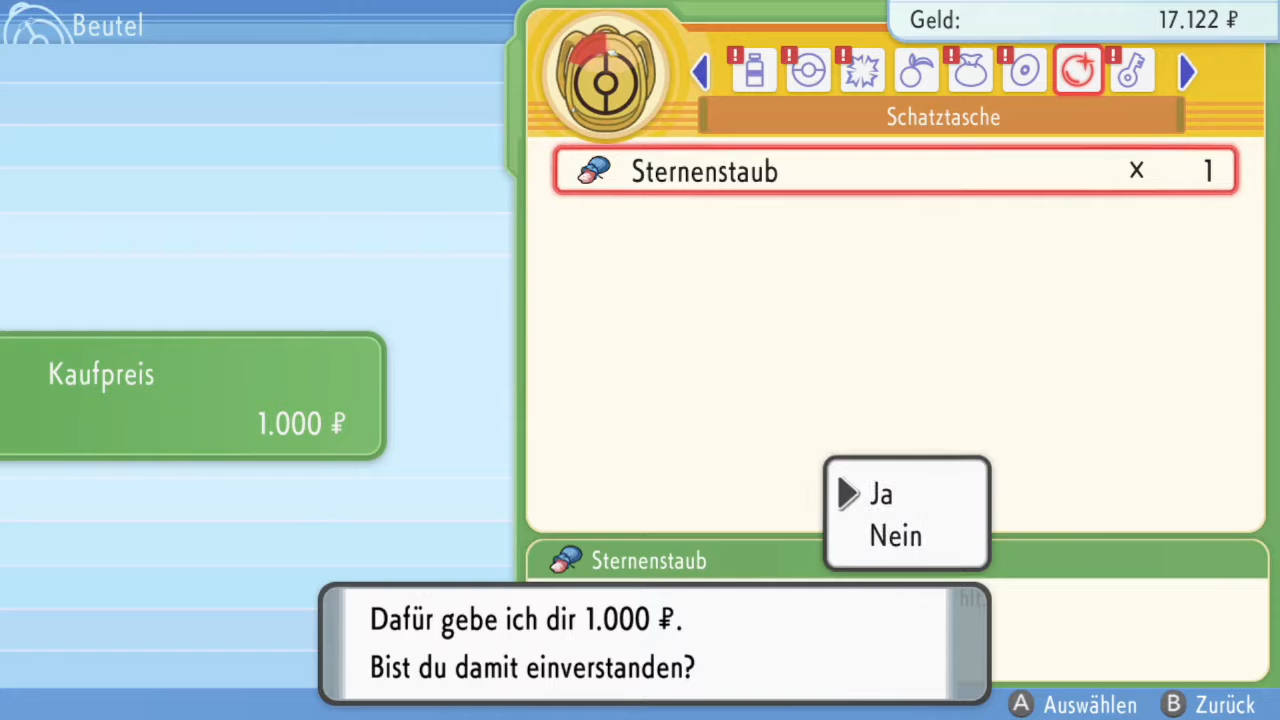 Beutel
Geld: 17.122 ₽
Schatztasche
Sternenstaub x 1
Kaufpreis
1.000 ₽
Ja
Nein
Sternenstaub
Dafür gebe ich dir 1.000 ₽.
Bist du damit einverstanden?
A Auswählen B Zurück